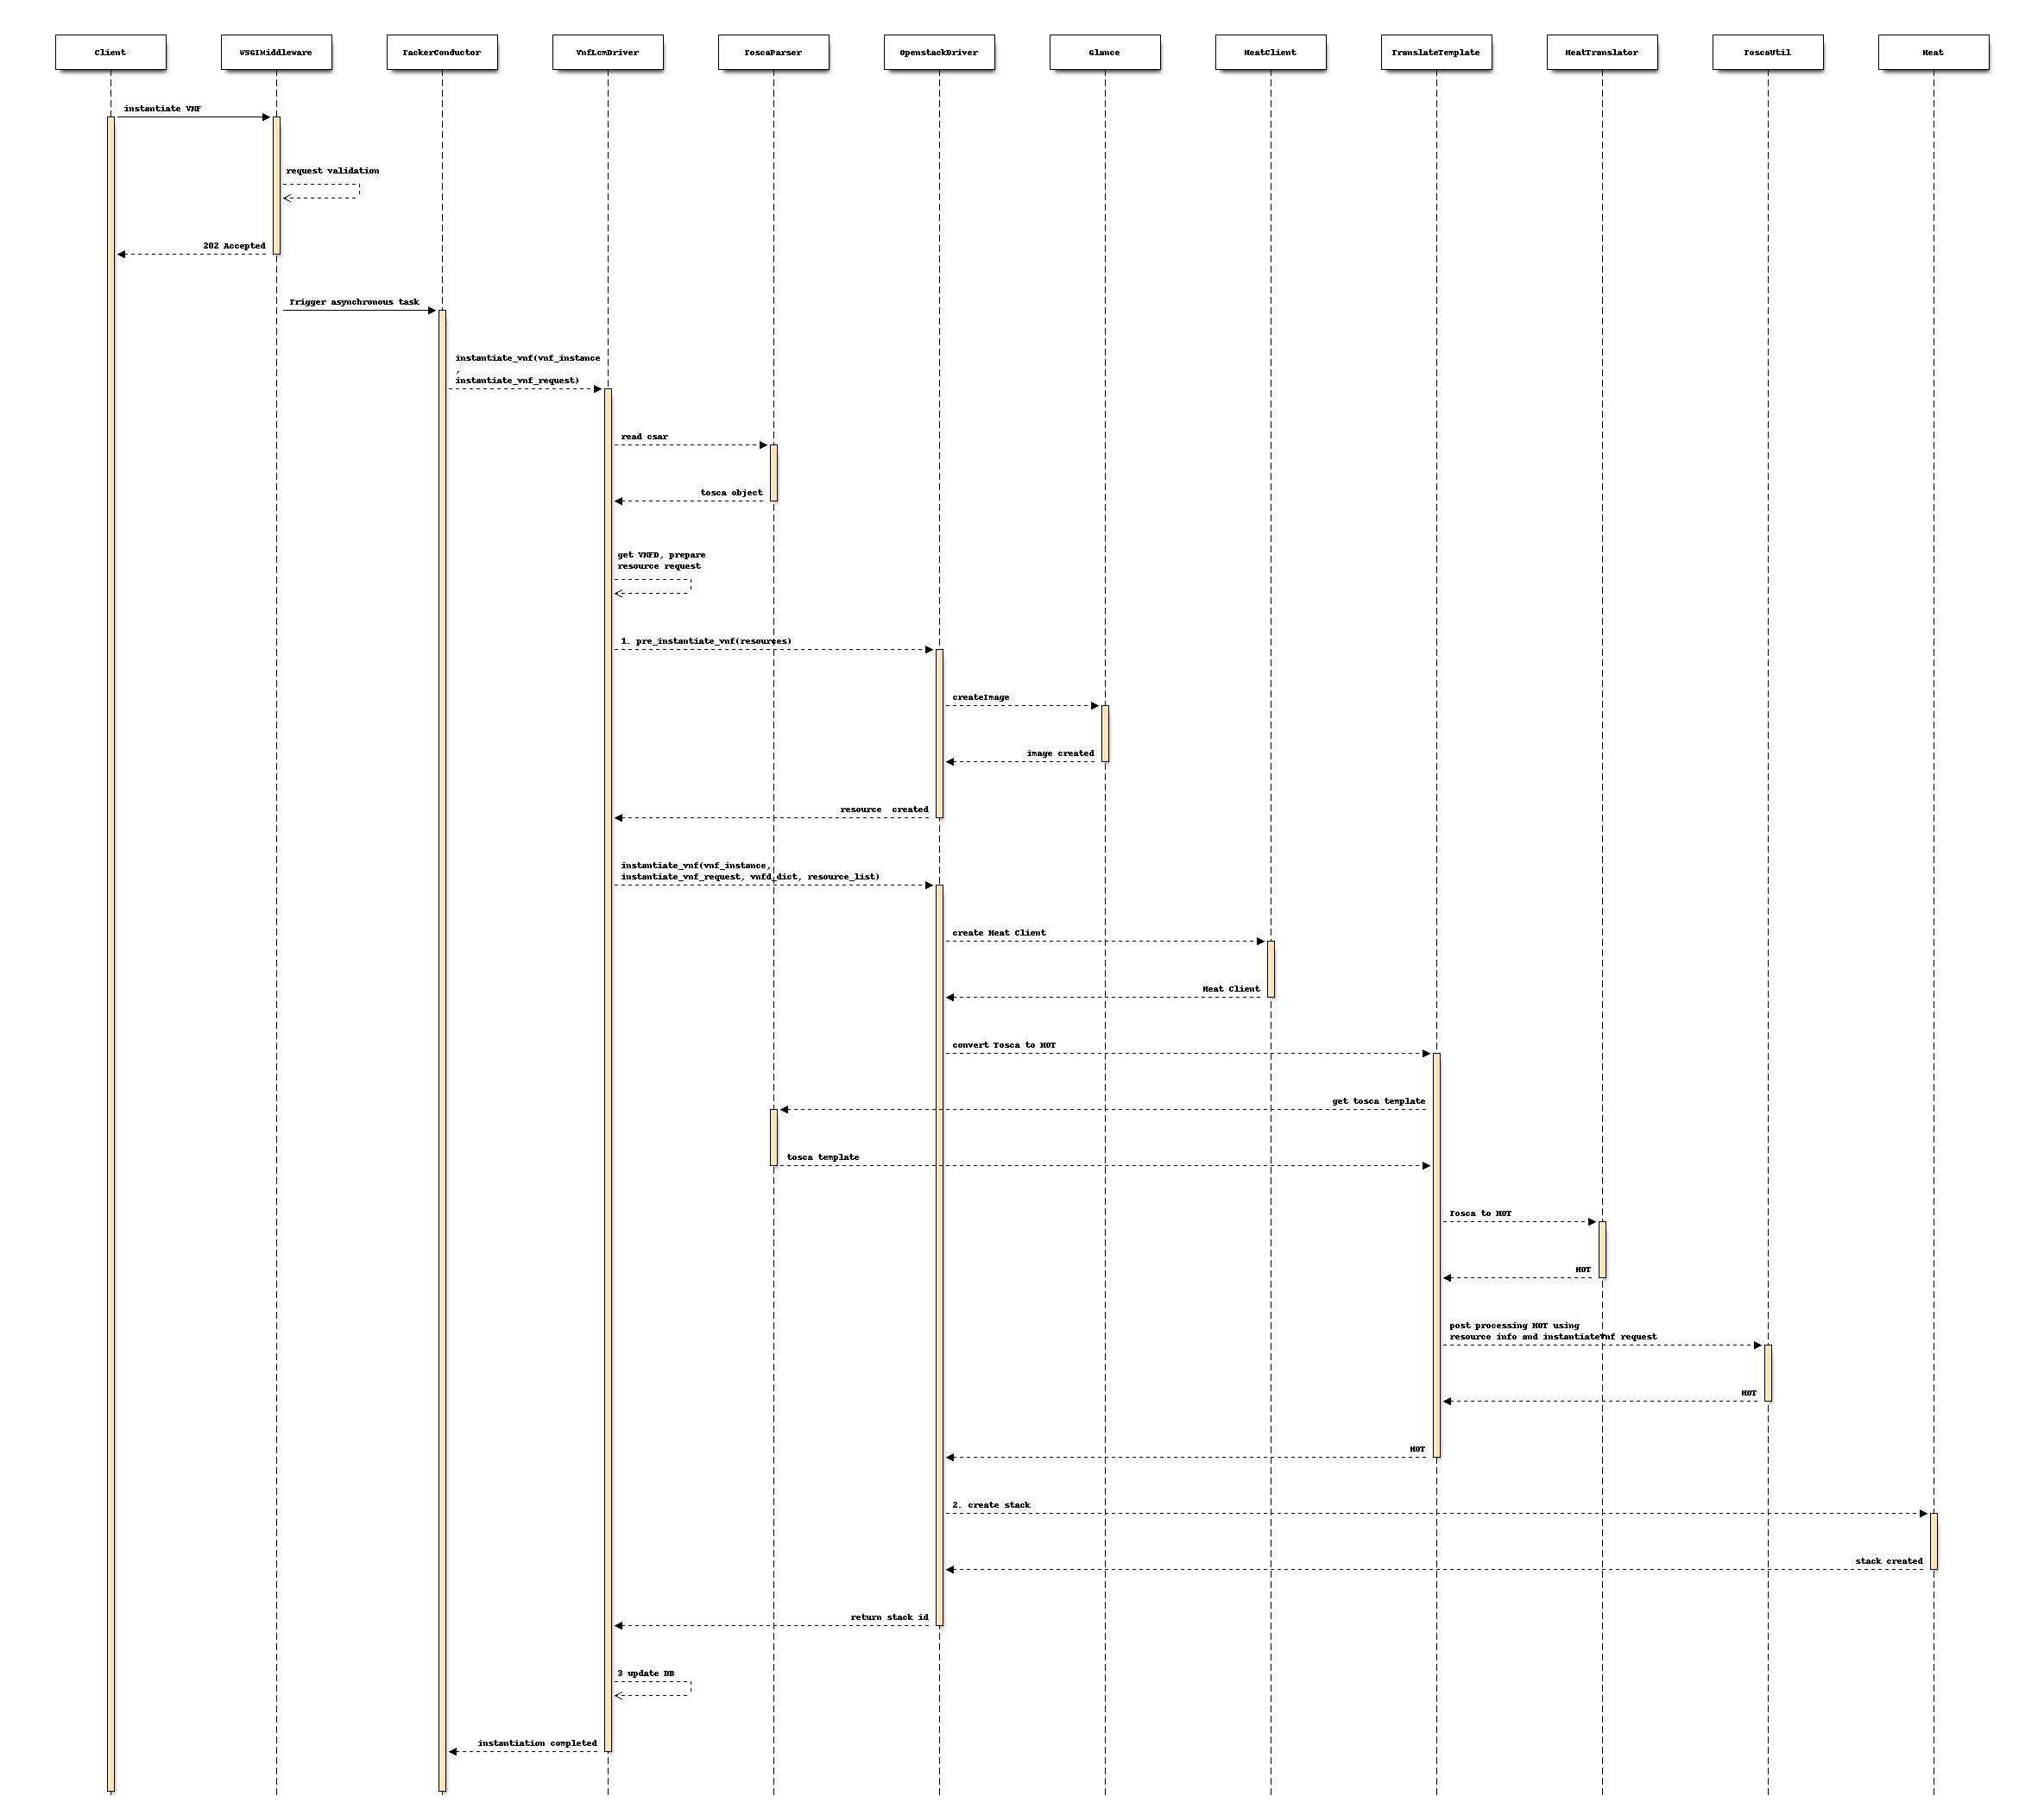 Client
WSGIMiddleware
TackerConductor
VnfLcmDriver
ToscaParser
OpenstackDriver
Glance
HeatClient
TranslateTemplate
HeatTranslator
ToscaUtil
Heat
instantiate VNF
request validation
202 Accepted
Trigger asynchronous task
instantiate_vnf(vnf_instance
,
instantiate_vnf_request)
read csar
tosca object
get VNFD, prepare
resource request
1. pre_instantiate_vnf(resources)
createImage
image created
resource  created
instantiate_vnf(vnf_instance,
instantiate_vnf_request, vnfd_dict, resource_list)
create Heat Client
Heat Client
convert Tosca to HOT
get tosca template
tosca template
Tosca to HOT
HOT
post processing HOT using
resource info and instantiateVnf request
HOT
HOT
2. create stack
stack created
return stack id
3 update DB
instantiation completed